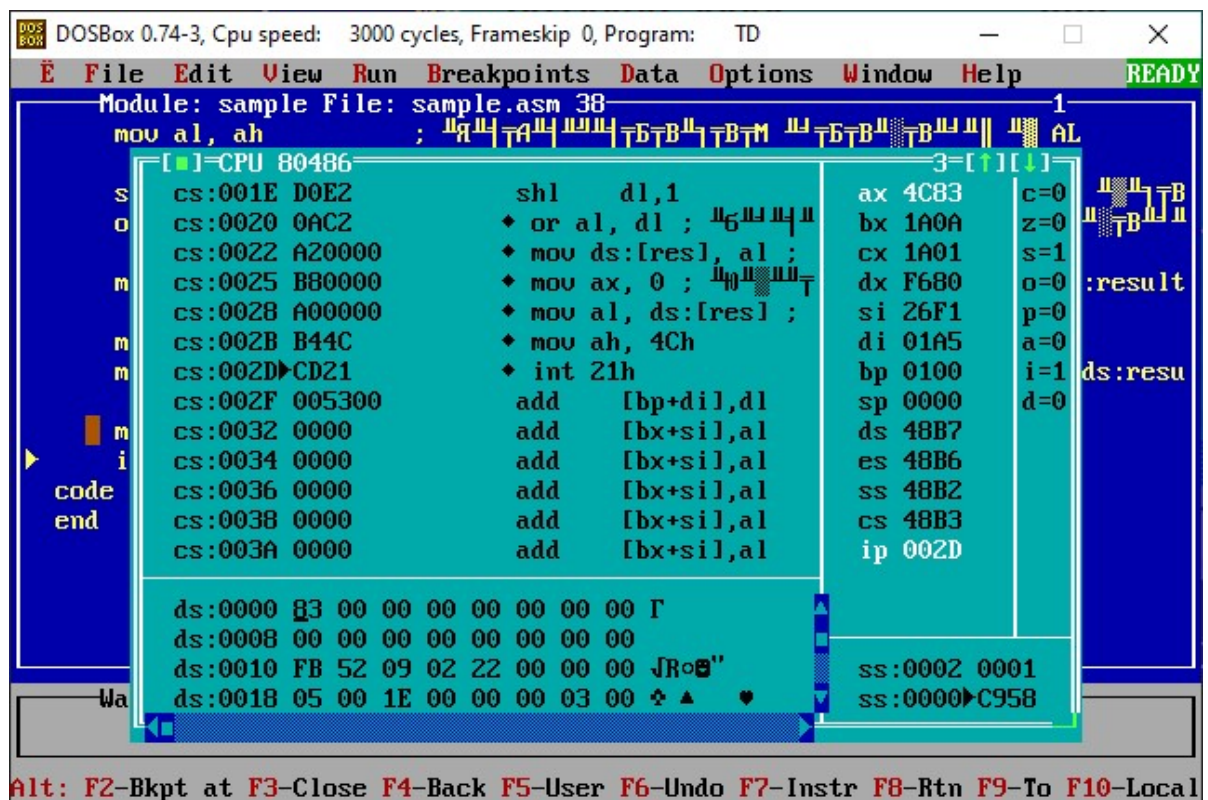 DOSBox 0.74-3, Cpu speed: 3000 cycles, Frameskip 0, Program: TD
Ë File Edit View Run Breakpoints Data Options Window Help READY
Module: sample File: sample.asm 38 1
mov al, ah ; AL
[■]=CPU 80486 3=[↑][↓]
cs:001E D0E2 shl dl,1 ax 4C83 c=0
cs:0020 0AC2 ♦ or al, dl ; bx 1A0A z=0
cs:0022 A20000 ♦ mov ds:[res], al ; cx 1A01 s=1
cs:0025 B80000 ♦ mov ax, 0 ; dx F680 o=0 :result
cs:0028 A00000 ♦ mov al, ds:[res] ; si 26F1 p=0
cs:002B B44C ♦ mov ah, 4Ch di 01A5 a=0
cs:002D►CD21 ♦ int 21h bp 0100 i=1 ds:resu
cs:002F 005300 add [bp+di],dl sp 0000 d=0
cs:0032 0000 add [bx+si],al ds 48B7
cs:0034 0000 add [bx+si],al es 48B6
code cs:0036 0000 add [bx+si],al ss 48B2
end cs:0038 0000 add [bx+si],al cs 48B3
cs:003A 0000 add [bx+si],al ip 002D
ds:0000 83 00 00 00 00 00 00 00 Г
ds:0008 00 00 00 00 00 00 00 00
ds:0010 FB 52 09 02 22 00 00 00 √R○☻" ss:0002 0001
Wa ds:0018 05 00 1E 00 00 00 03 00 ♣ ▲ ♥ ss:0000►C958
Alt: F2-Bkpt at F3-Close F4-Back F5-User F6-Undo F7-Instr F8-Rtn F9-To F10-Local